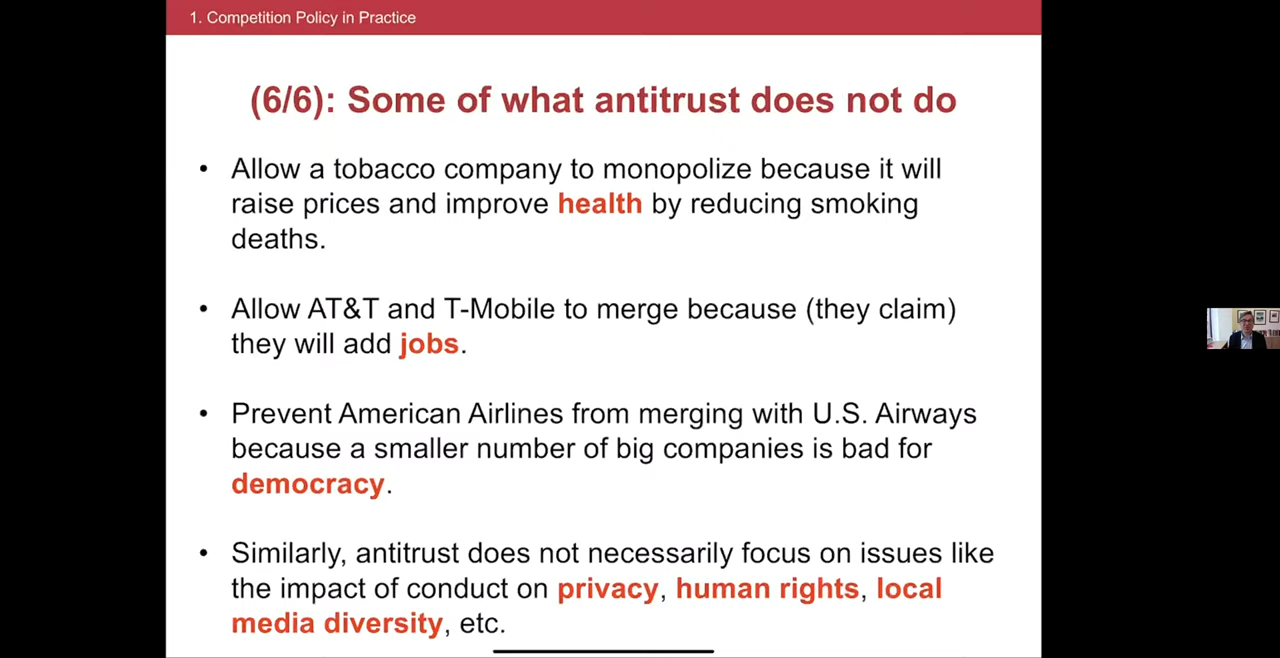 1. Competition Policy in Practice
(6/6): Some of what antitrust does not do
• Allow a tobacco company to monopolize because it will
raise prices and improve health by reducing smoking
deaths.
• Allow AT&T and T-Mobile to merge because (they claim)
they will add jobs.
• Prevent American Airlines from merging with U.S. Airways
because a smaller number of big companies is bad for
democracy.
• Similarly, antitrust does not necessarily focus on issues like
the impact of conduct on privacy, human rights, local
media diversity, etc.